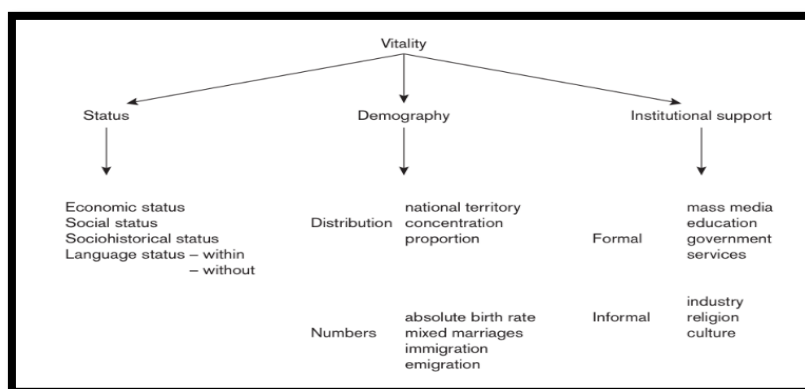 Vitality
Status
Demography
Institutional support
Economic status
Social status
Sociohistorical status
Language status – within
– without
Distribution
national territory
concentration
proportion
Numbers
absolute birth rate
mixed marriages
immigration
emigration
Formal
mass media
education
government
services
Informal
industry
religion
culture